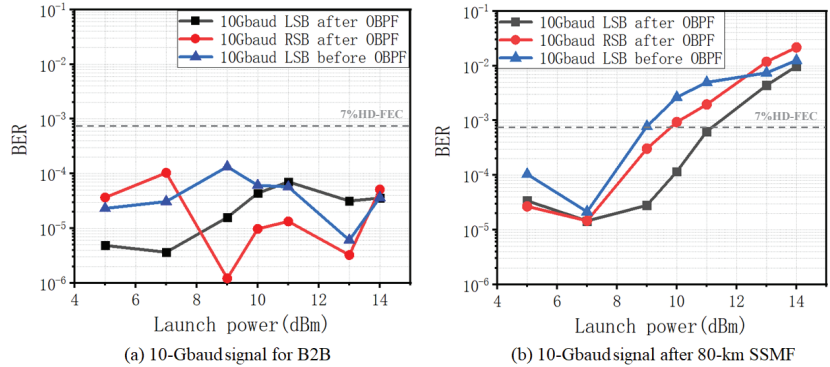 10⁻¹
10⁻²
10⁻³
10⁻⁴
10⁻⁵
10⁻⁶
BER
10Gbaud LSB after OBPF
10Gbaud RSB after OBPF
10Gbaud LSB before OBPF
7%HD-FEC
4 6 8 10 12 14
Launch power(dBm)
(a) 10-Gbaud signal for B2B
10⁻¹
10⁻²
10⁻³
10⁻⁴
10⁻⁵
10⁻⁶
BER
10Gbaud LSB after OBPF
10Gbaud RSB after OBPF
10Gbaud LSB before OBPF
7%HD-FEC
4 6 8 10 12 14
Launch power(dBm)
(b) 10-Gbaud signal after 80-km SSMF